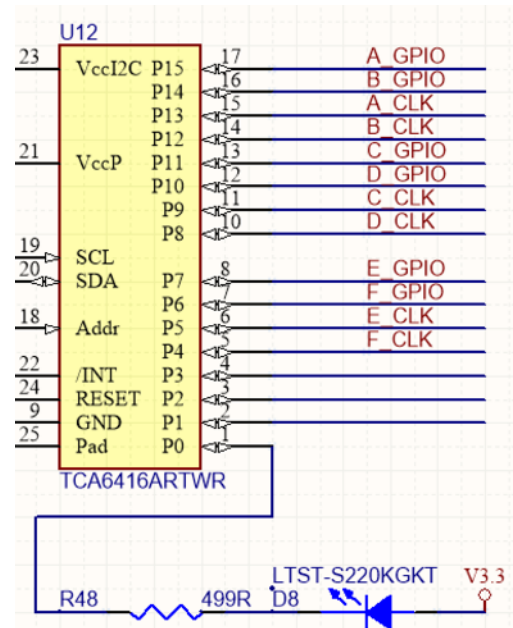 U12
23 VccI2C P15 17 A_GPIO
P14 16 B_GPIO
P13 15 A_CLK
P12 14 B_CLK
21 VccP P11 13 C_GPIO
P10 12 D_GPIO
P9 11 C_CLK
P8 10 D_CLK
19 SCL
20 SDA P7 8 E_GPIO
P6 7 F_GPIO
18 Addr P5 6 E_CLK
P4 5 F_CLK
22 /INT P3 4
24 RESET P2 3
9 GND P1 2
25 Pad P0 1
TCA6416ARTWR
LTST-S220KGKT V3.3
R48 499R D8